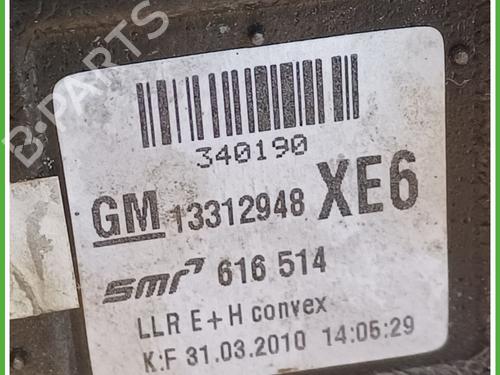 B-PARTS
340190
GM 13312948 XE6
smr 616 514
LLR E+H convex
K:F 31.03.2010 14:05:29